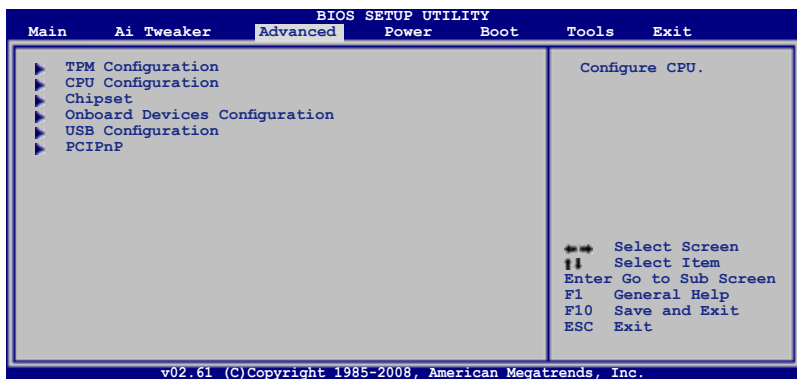 BIOS SETUP UTILITY
Main Ai Tweaker Advanced Power Boot Tools Exit
TPM Configuration
CPU Configuration
Chipset
Onboard Devices Configuration
USB Configuration
PCIPnP
Configure CPU.
Select Screen
Select Item
Enter Go to Sub Screen
F1 General Help
F10 Save and Exit
ESC Exit
v02.61 (C)Copyright 1985-2008, American Megatrends, Inc.